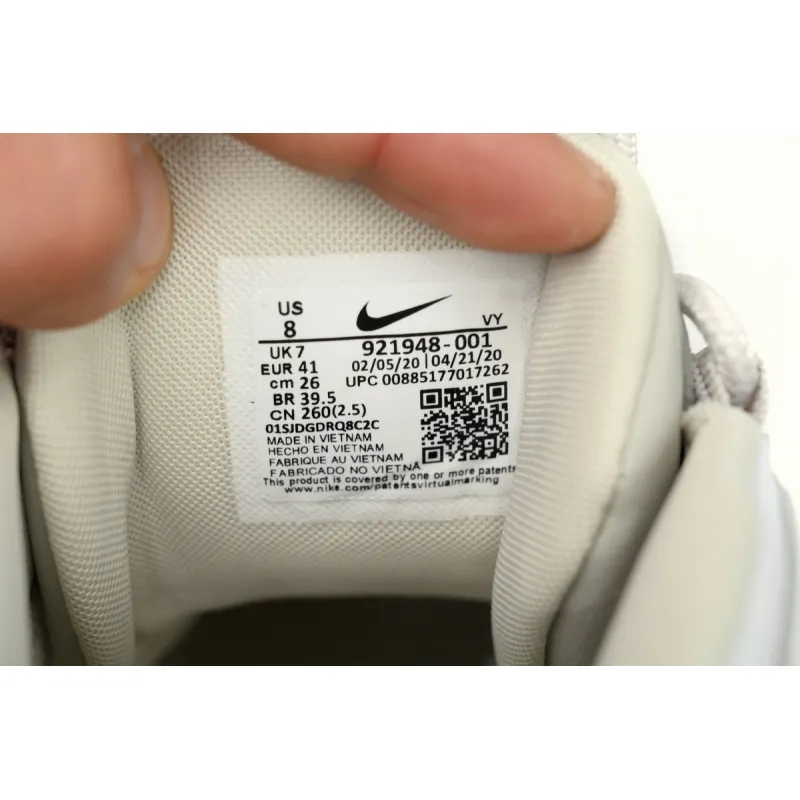 US
8
VY
UK 7
921948-001
EUR 41
02/05/20 | 04/21/20
cm 26
UPC 00885177017262
BR 39.5
CN 260(2.5)
01SJDGDRQ8C2C
MADE IN VIETNAM
HECHO EN VIETNAM
FABRIQUE AU VIETNAM
FABRICADO NO VIETNÃ
This product is covered by one or more patents
www.nike.com/patentsvirtualmarking